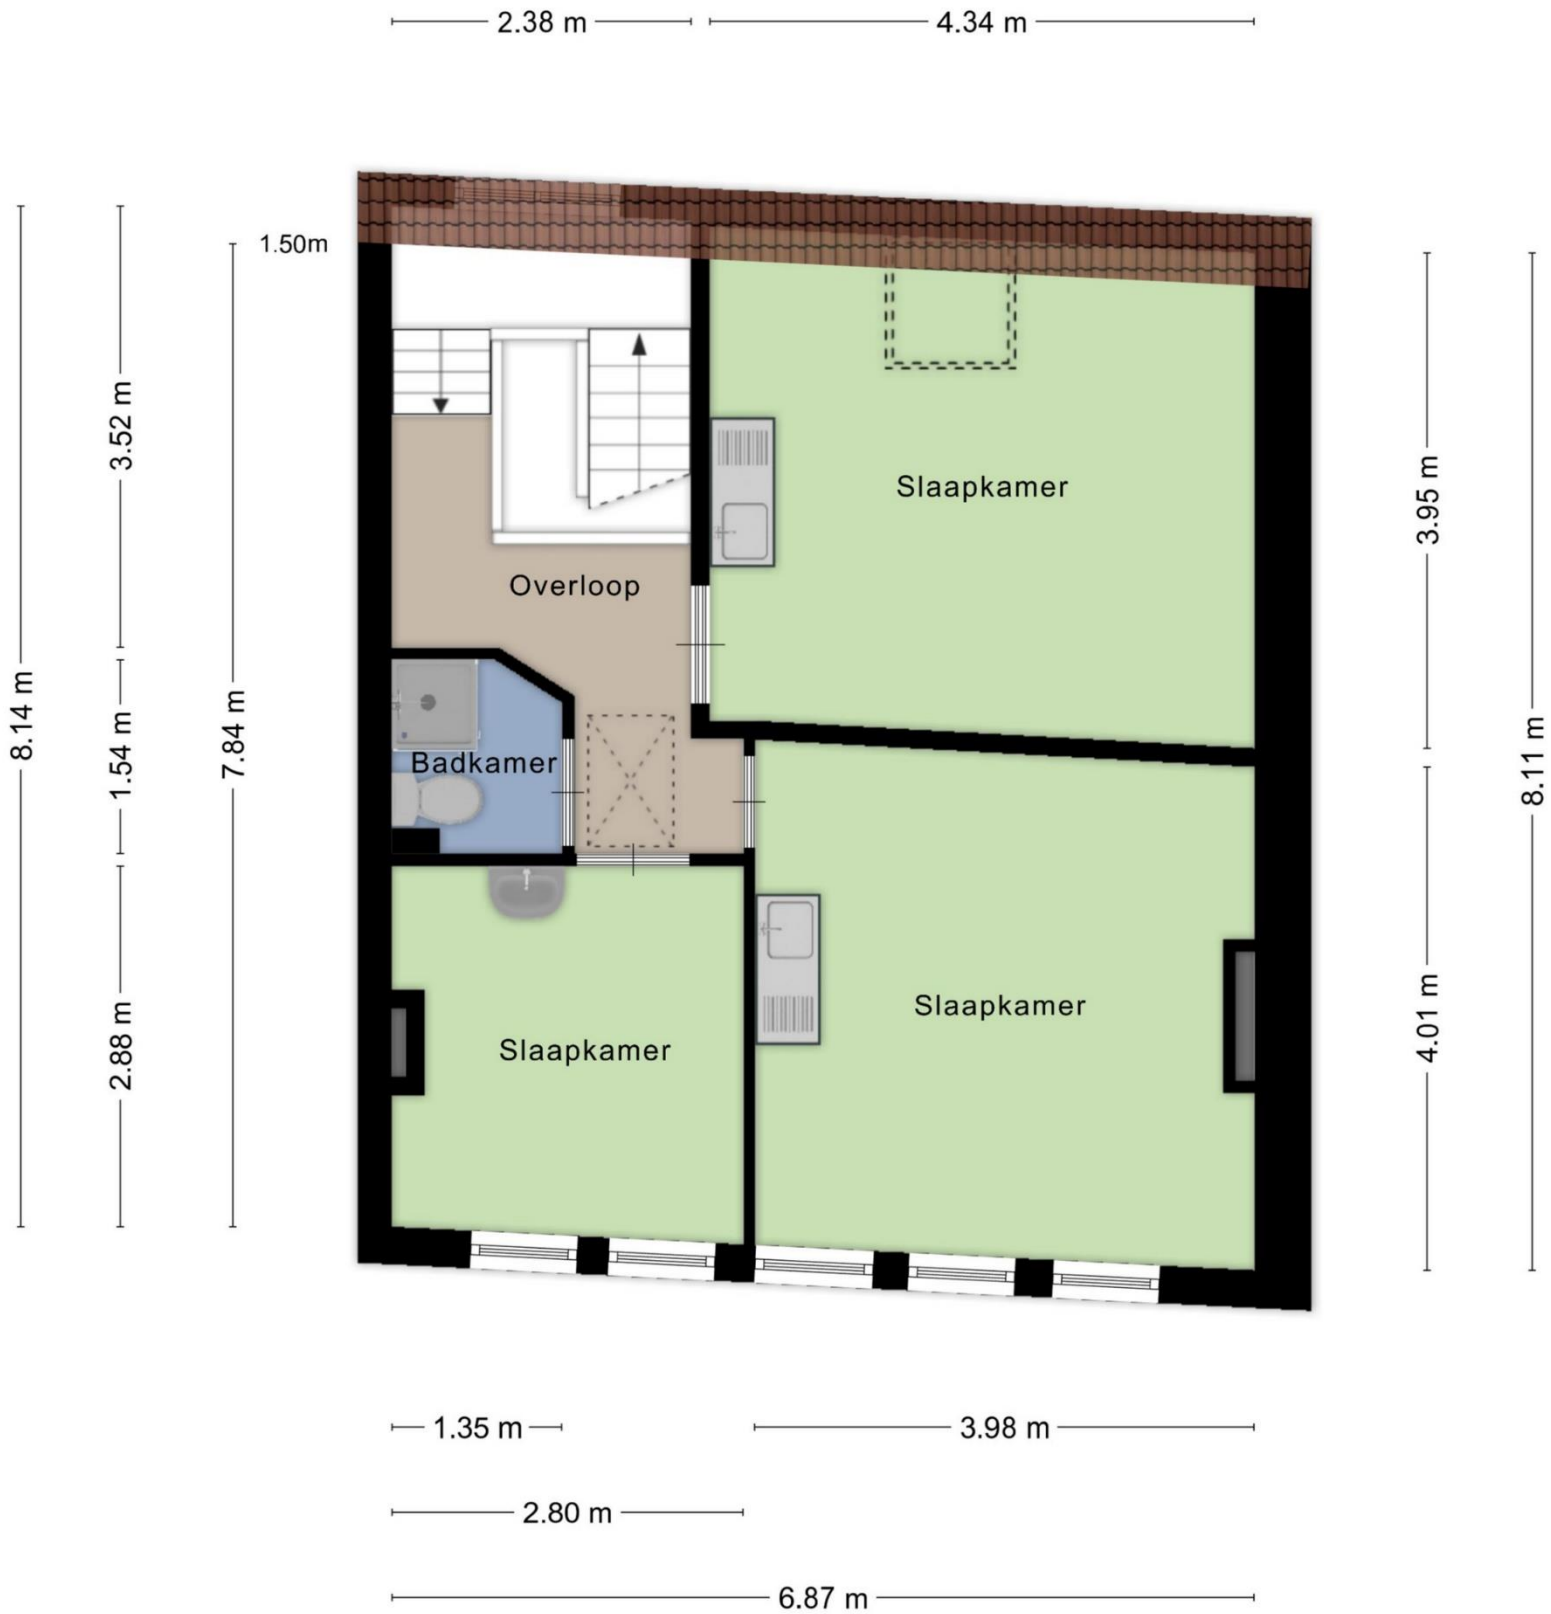 2.38 m
4.34 m
1.50m
3.52 m
8.14 m
1.54 m
7.84 m
2.88 m
Slaapkamer
Overloop
Badkamer
Slaapkamer
Slaapkamer
3.95 m
8.11 m
4.01 m
1.35 m
3.98 m
2.80 m
6.87 m